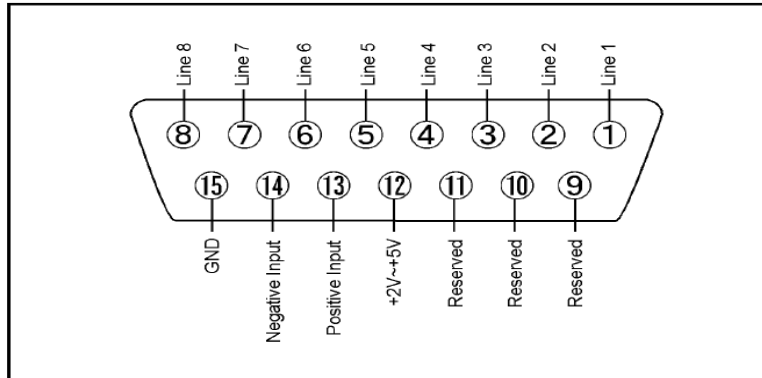 Line 8
Line 7
Line 6
Line 5
Line 4
Line 3
Line 2
Line 1
8 7 6 5 4 3 2 1
15 14 13 12 11 10 9
GND
Negative Input
Positive Input
+2V~+5V
Reserved
Reserved
Reserved